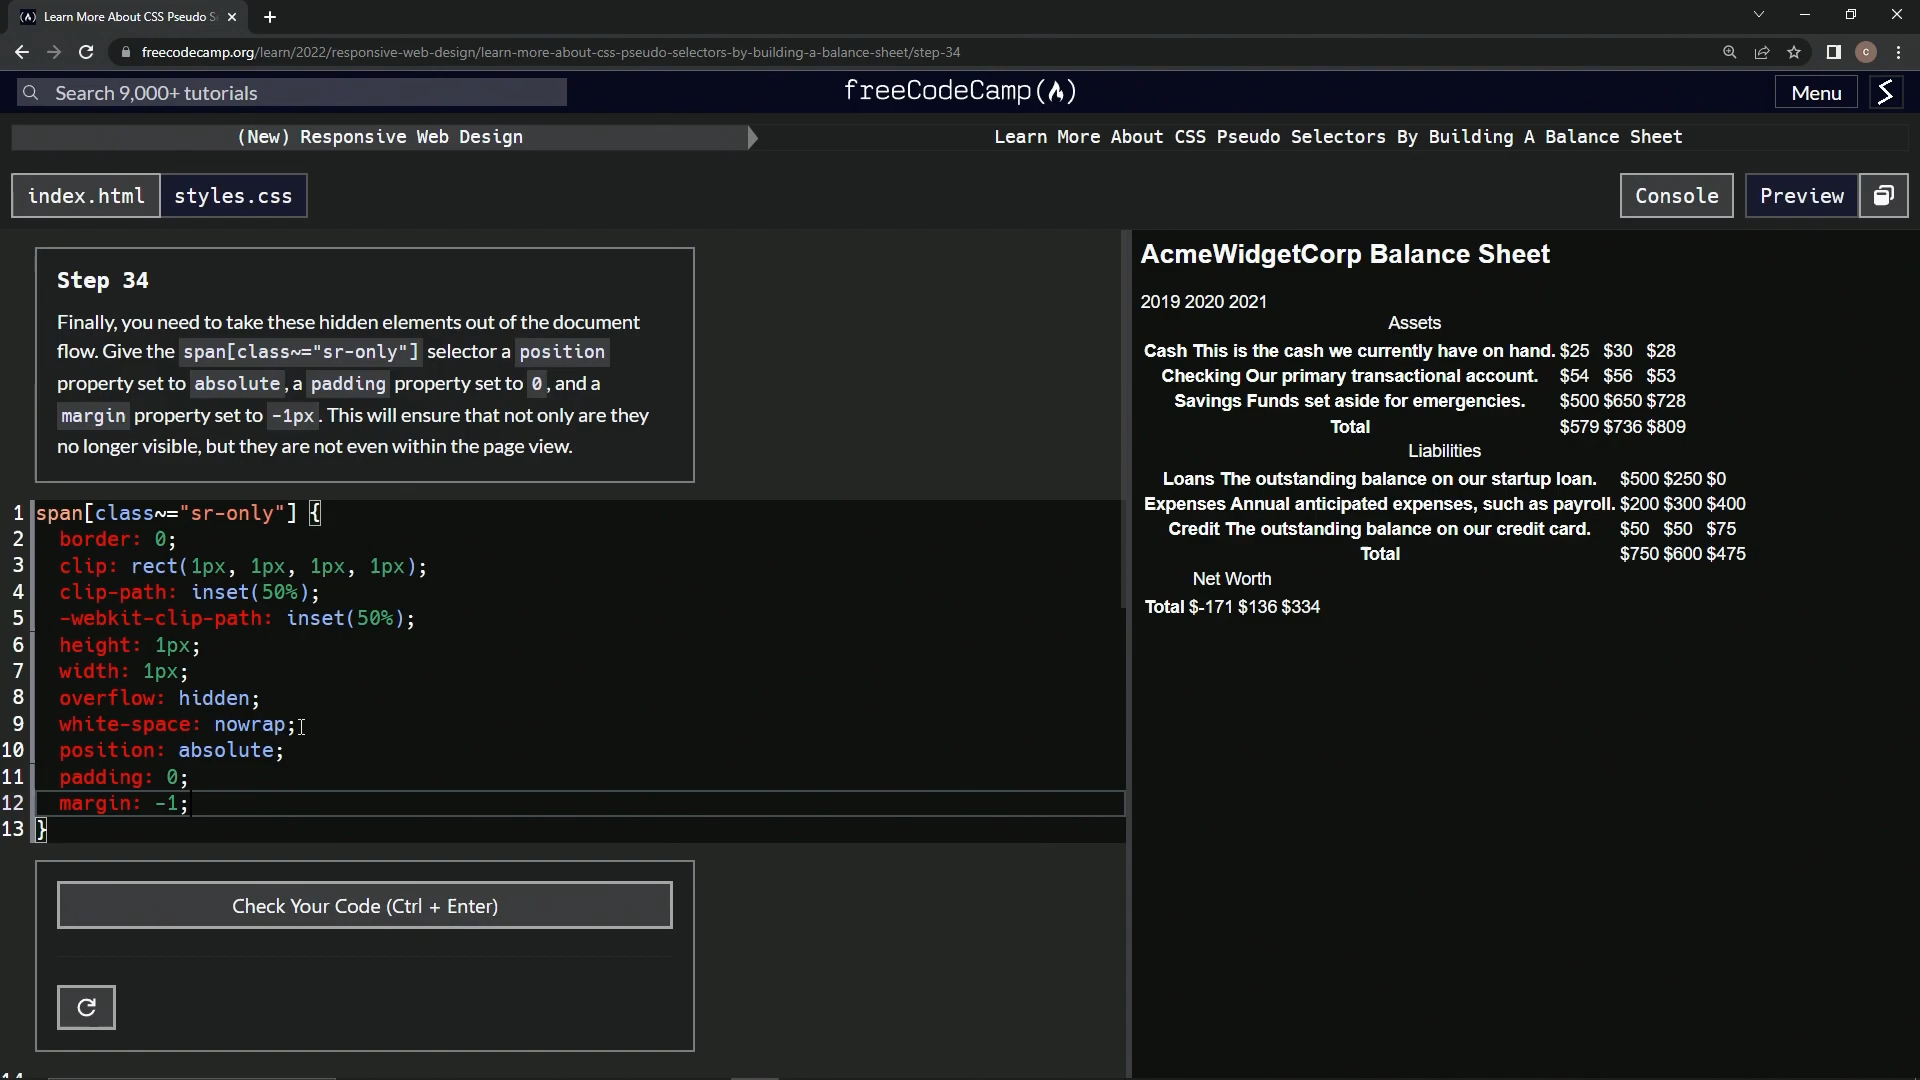 Learn More About CSS Pseudo S
freecodecamp.org/learn/2022/responsive-web-design/learn-more-about-css-pseudo-selectors-by-building-a-balance-sheet/step-34
c
Search 9,000+ tutorials
freeCodeCamp
Menu
(New) Responsive Web Design
Learn More About CSS Pseudo Selectors By Building A Balance Sheet
index.html
styles.css
Console
Preview
Step 34
Finally, you need to take these hidden elements out of the document
flow. Give the span[class~="sr-only"] selector a position
property set to absolute, a padding property set to 0, and a
margin property set to -1px. This will ensure that not only are they
no longer visible, but they are not even within the page view.
1 span[class~="sr-only"] {
2 border: 0;
3 clip: rect(1px, 1px, 1px, 1px);
4 clip-path: inset(50%);
5 -webkit-clip-path: inset(50%);
6 height: 1px;
7 width: 1px;
8 overflow: hidden;
9 white-space: nowrap;
10 position: absolute;
11 padding: 0;
12 margin: -1;
13 }
Check Your Code (Ctrl + Enter)
AcmeWidgetCorp Balance Sheet
2019 2020 2021
Assets
Cash This is the cash we currently have on hand. $25 $30 $28
Checking Our primary transactional account. $54 $56 $53
Savings Funds set aside for emergencies. $500 $650 $728
Total $579 $736 $809
Liabilities
Loans The outstanding balance on our startup loan. $500 $250 $0
Expenses Annual anticipated expenses, such as payroll. $200 $300 $400
Credit The outstanding balance on our credit card. $50 $50 $75
Total $750 $600 $475
Net Worth
Total $-171 $136 $334